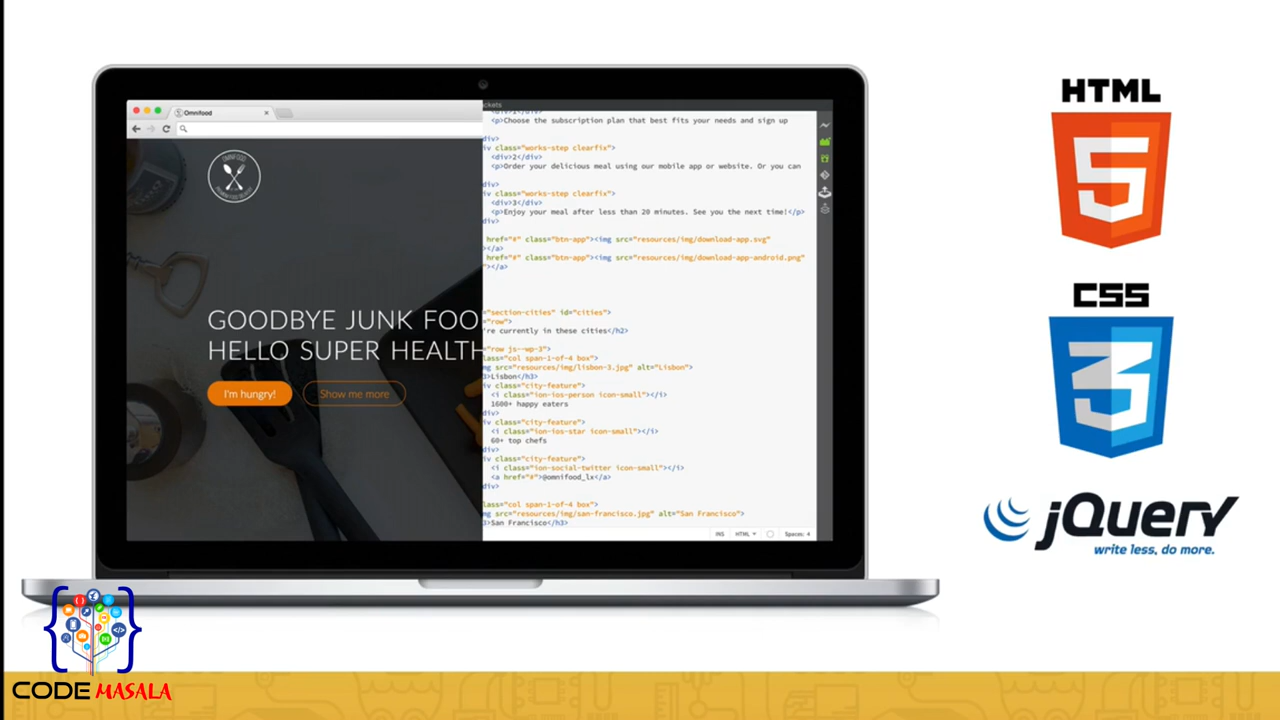 Omnifood
GOODBYE JUNK FOO
HELLO SUPER HEALTH
I'm hungry!
Show me more
ckets
<div>1</div>
<p>Choose the subscription plan that best fits your needs and sign up
div>
iv class="works-step clearfix">
<div>2</div>
<p>Order your delicious meal using our mobile app or website. Or you can
div>
iv class="works-step clearfix">
<div>3</div>
<p>Enjoy your meal after less than 20 minutes. See you the next time!</p>
div>
href="#" class="btn-app"><img src="resources/img/download-app.svg"
></a>
href="#" class="btn-app"><img src="resources/img/download-app-android.png"
"></a>
="section-cities" id="cities">
"row">
're currently in these cities</h2>
"row js--wp-3">
lass="col span-1-of-4 box">
mg src="resources/img/lisbon-3.jpg" alt="Lisbon">
3>Lisbon</h3>
iv class="city-feature">
<i class="ion-ios-person icon-small"></i>
1600+ happy eaters
div>
iv class="city-feature">
<i class="ion-ios-star icon-small"></i>
60+ top chefs
div>
iv class="city-feature">
<i class="ion-social-twitter icon-small"></i>
<a href="#">@omnifood_lx</a>
div>
lass="col span-1-of-4 box">
mg src="resources/img/san-francisco.jpg" alt="San Francisco">
3>San Francisco</h3>
INS HTML Spaces: 4
HTML
5
CSS
3
jQuery
write less, do more.
CODE MASALA